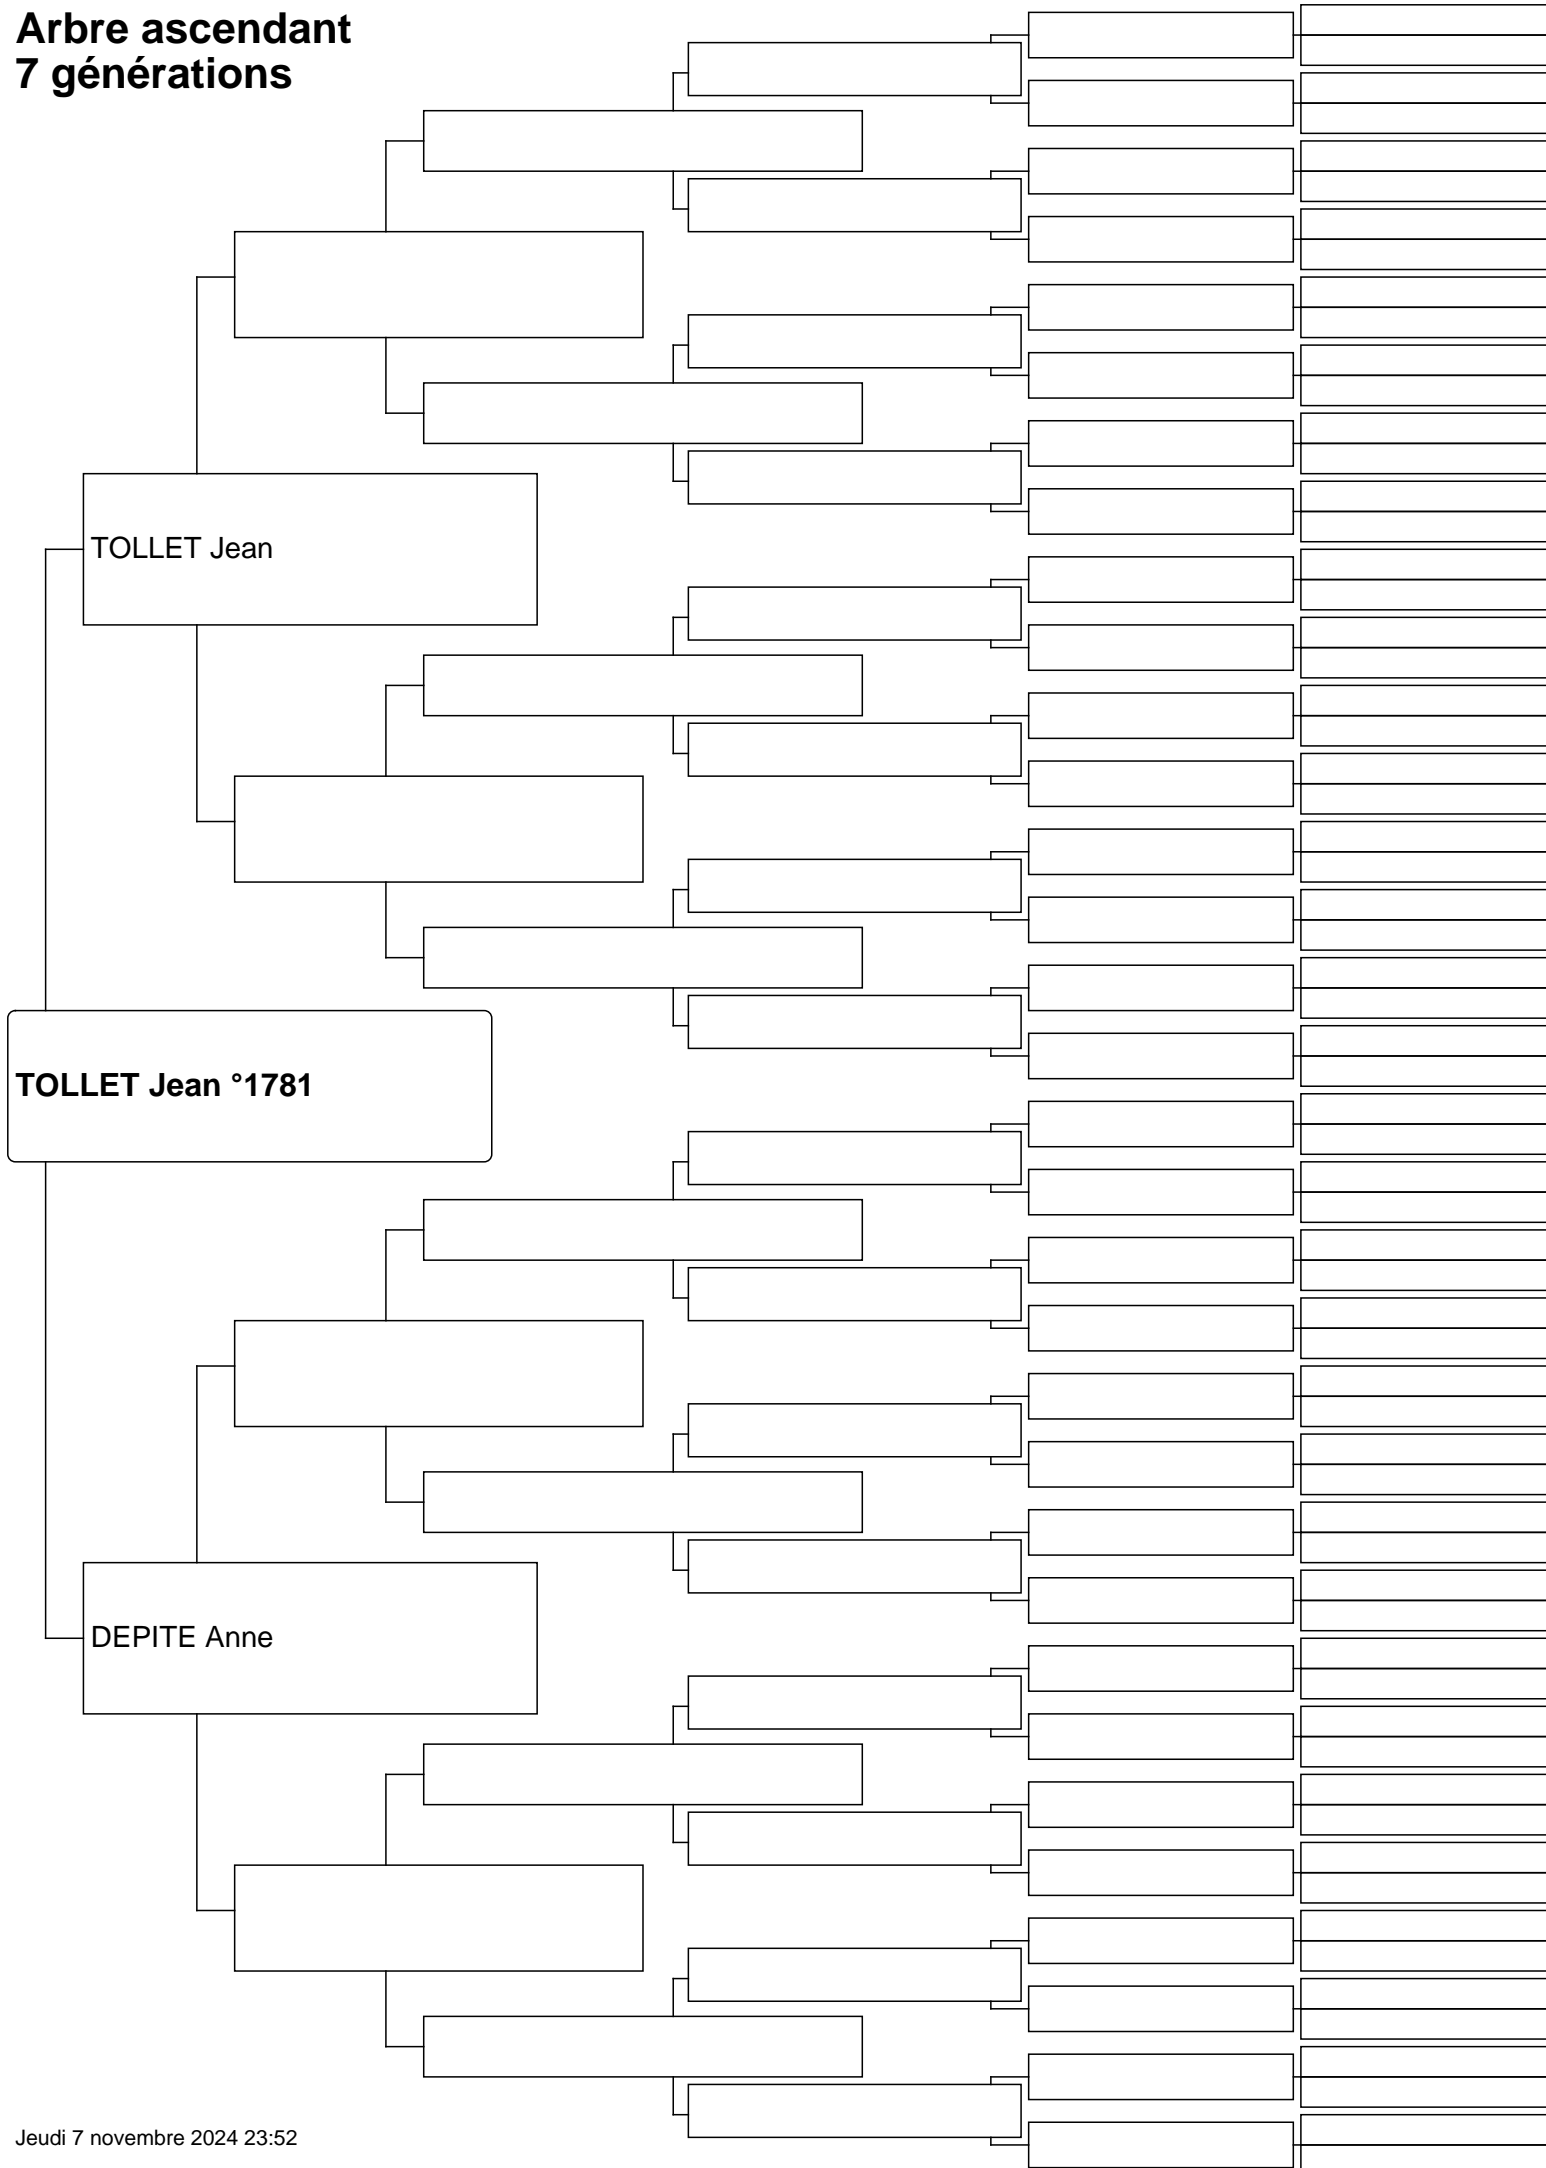 Arbre ascendant
7 générations
TOLLET Jean
TOLLET Jean °1781
DEPITE Anne
Jeudi 7 novembre 2024 23:52